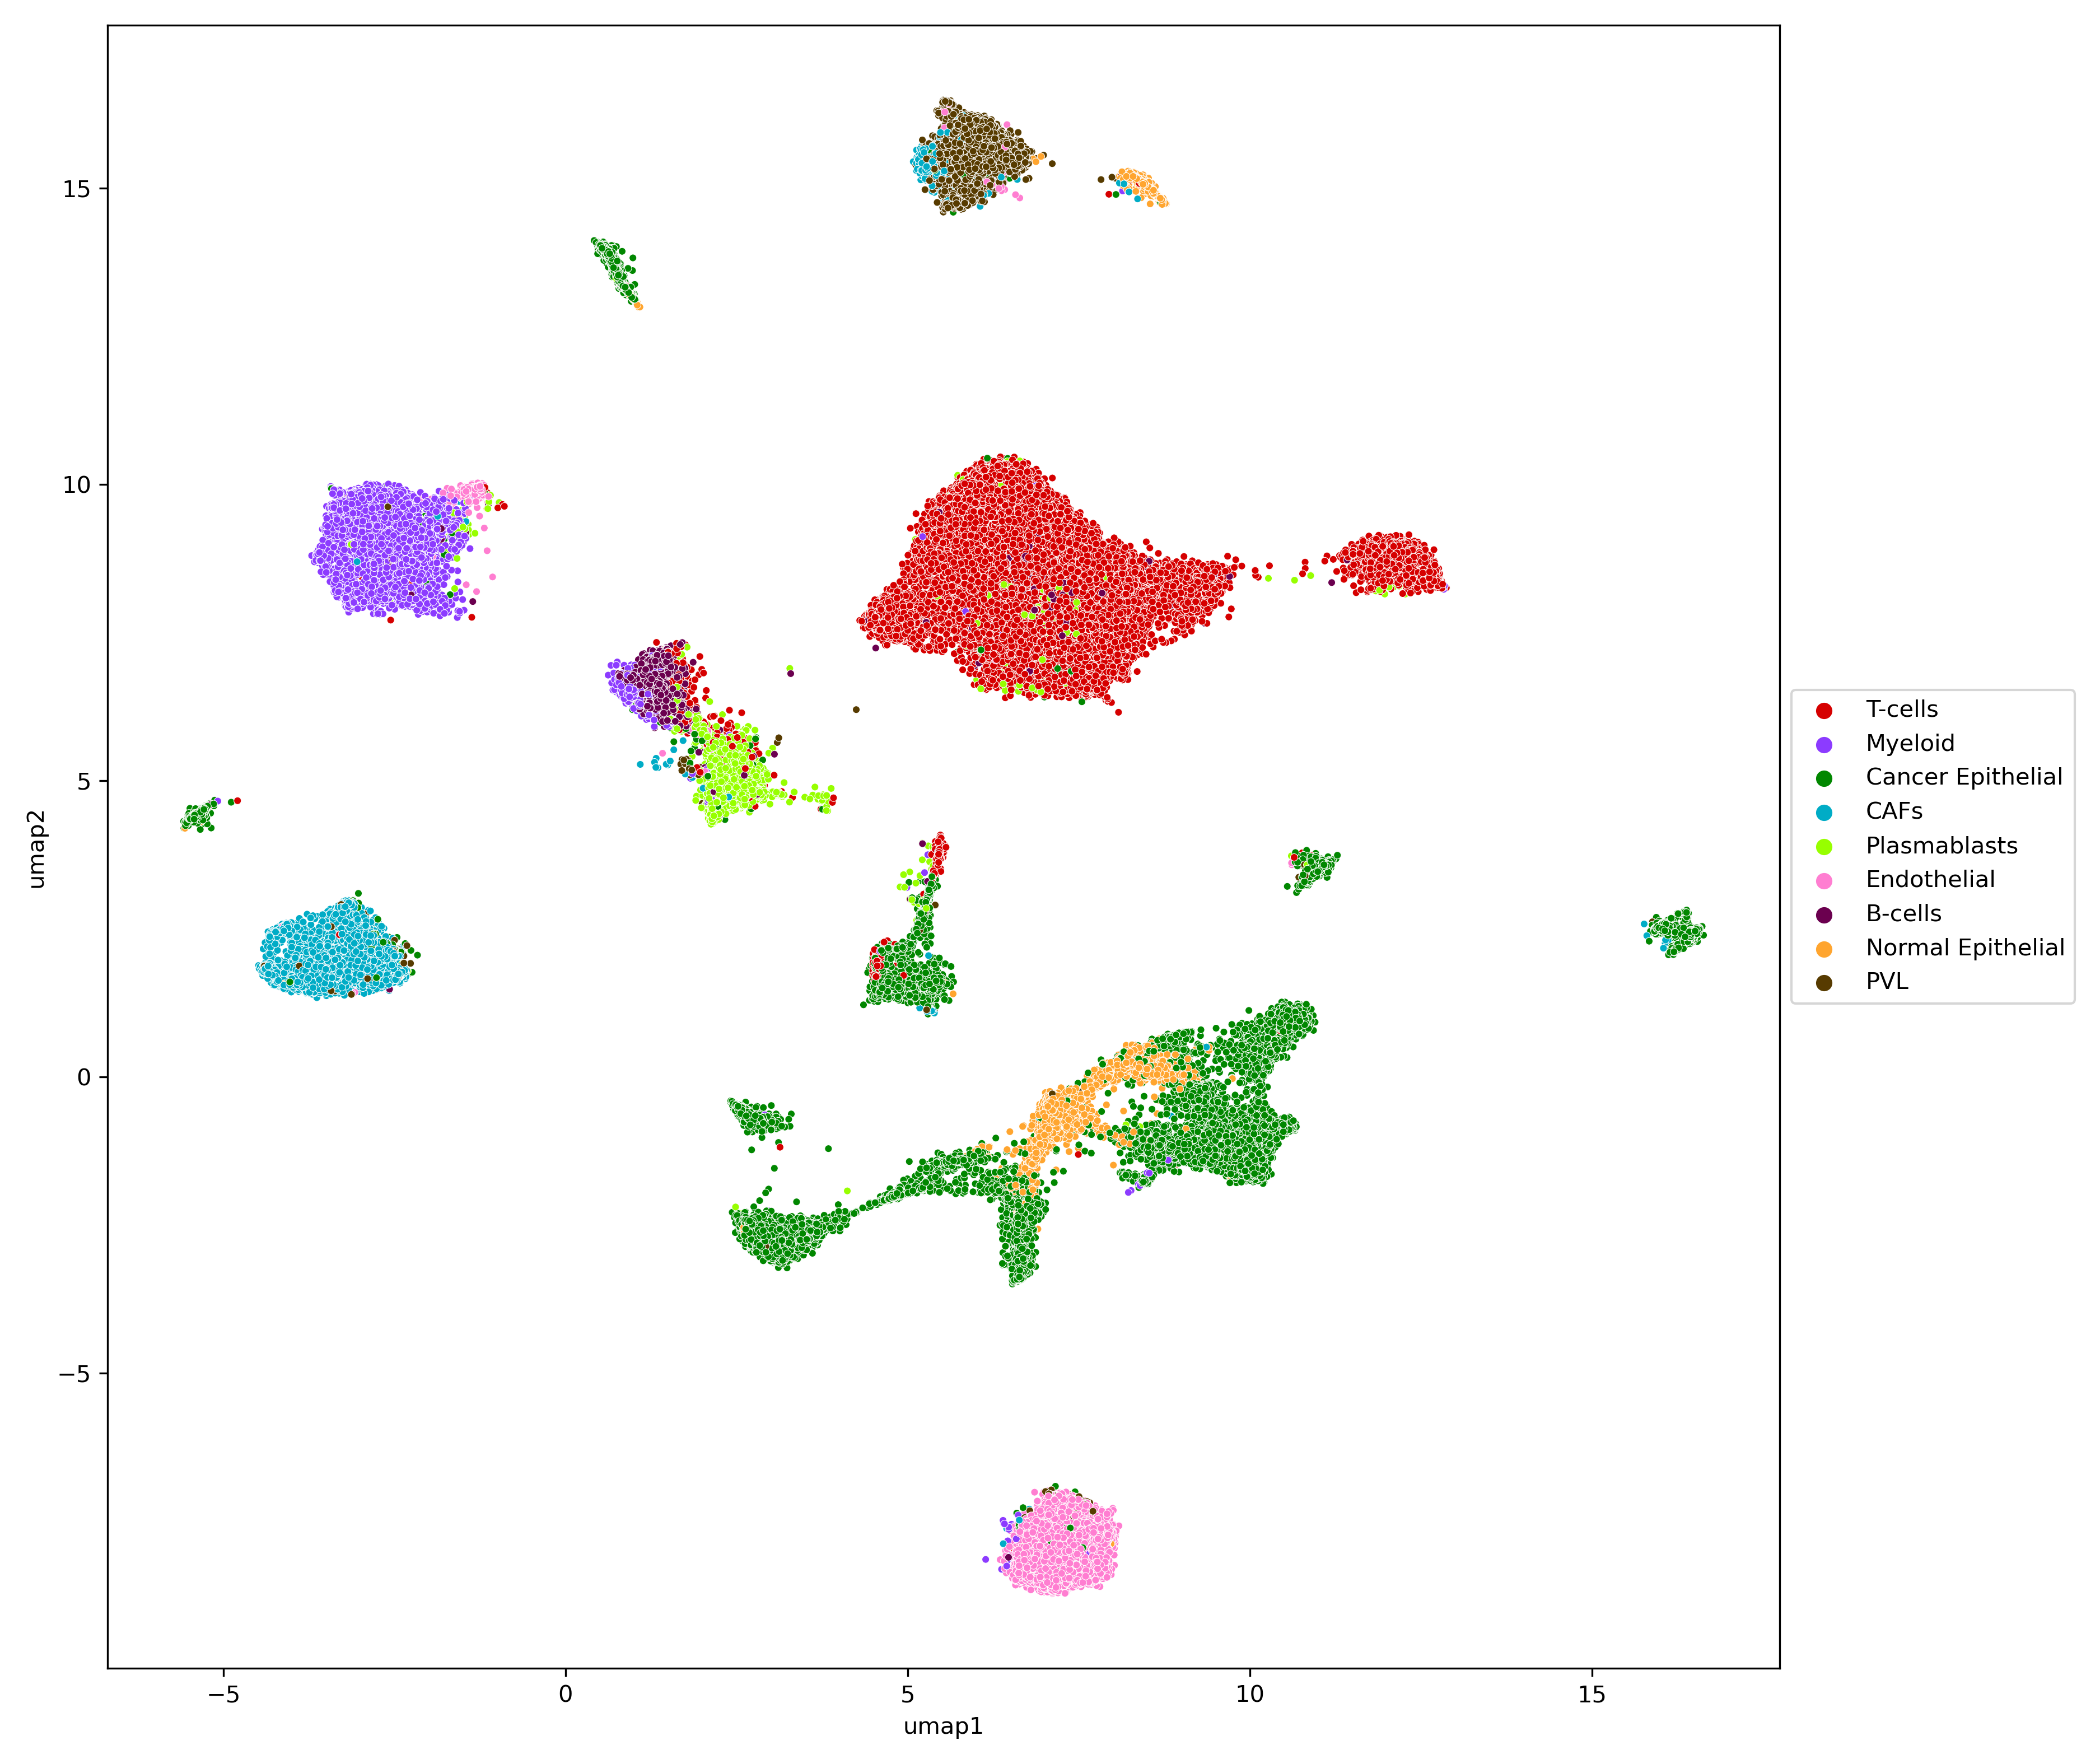 15
10
5
0
−5
umap2
−5
0
5
10
15
umap1
T-cells
Myeloid
Cancer Epithelial
CAFs
Plasmablasts
Endothelial
B-cells
Normal Epithelial
PVL